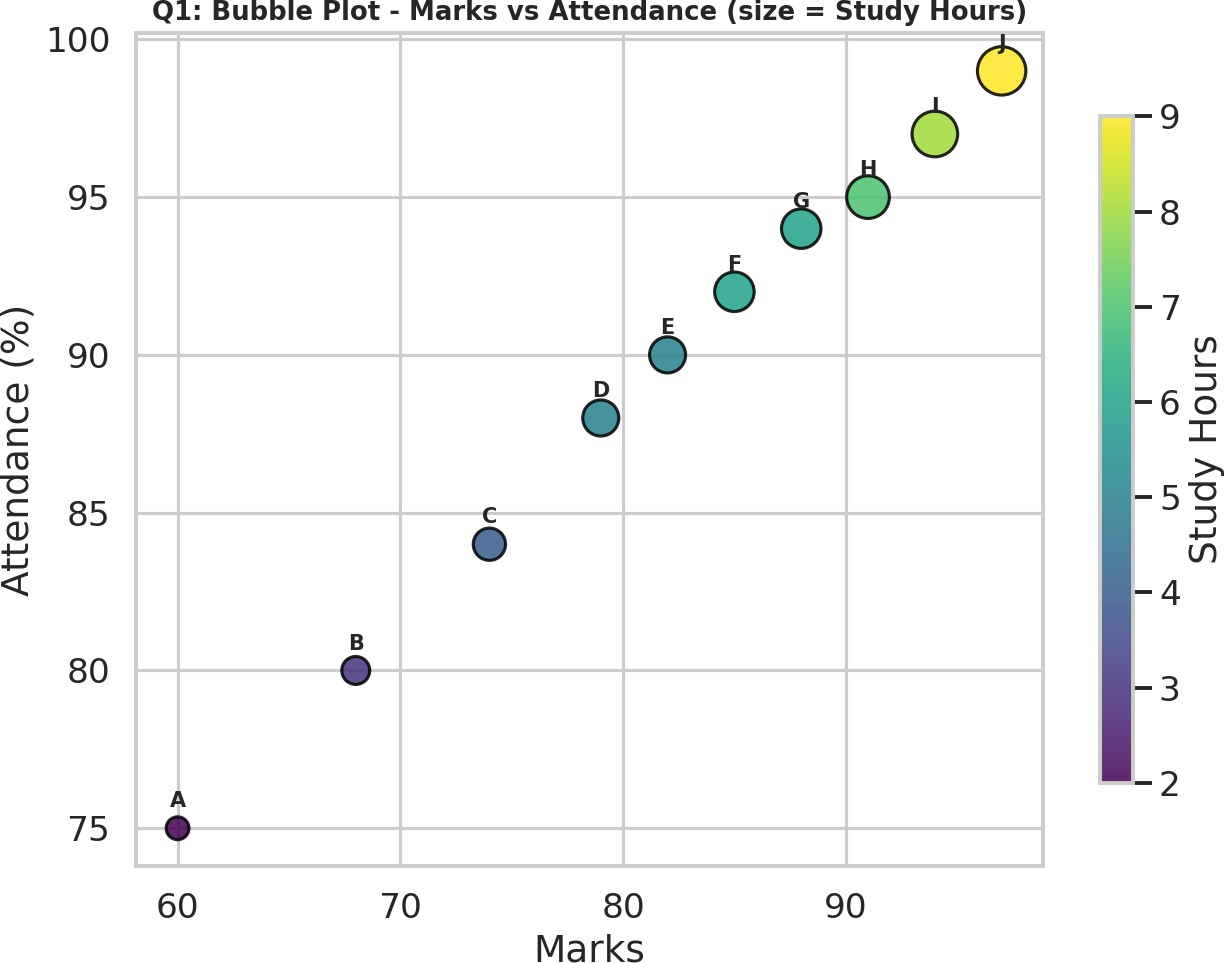 Q1: Bubble Plot - Marks vs Attendance (size = Study Hours)
100
95
90
85
80
75
Attendance (%)
J
I
H
G
F
E
D
C
B
A
60
70
80
90
Marks
9
8
7
6
5
4
3
2
Study Hours